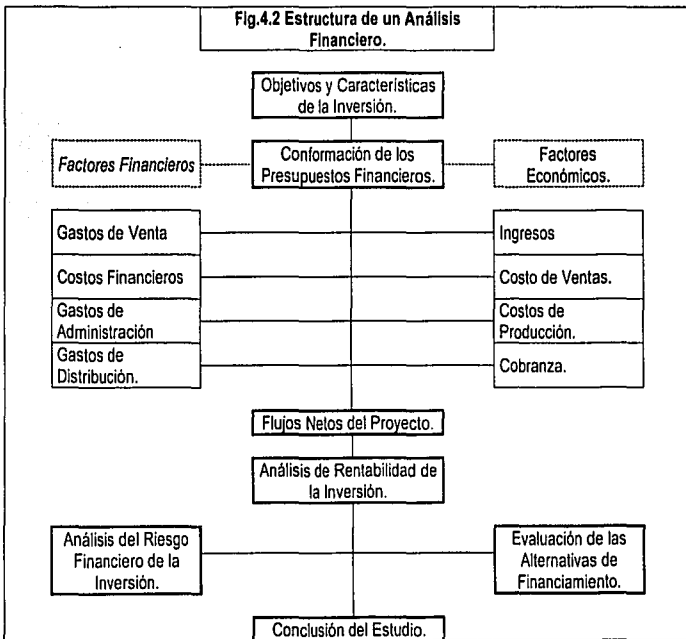 Fig.4.2 Estructura de un Análisis
Financiero.
Objetivos y Características
de la Inversión.
Factores Financieros
Conformación de los
Presupuestos Financieros.
Factores
Económicos.
Gastos de Venta
Ingresos
Costos Financieros
Costo de Ventas.
Gastos de
Administración
Costos de
Producción.
Gastos de
Distribución.
Cobranza.
Flujos Netos del Proyecto.
Análisis de Rentabilidad de
la Inversión.
Análisis del Riesgo
Financiero de la
Inversión.
Evaluación de las
Alternativas de
Financiamiento.
Conclusión del Estudio.